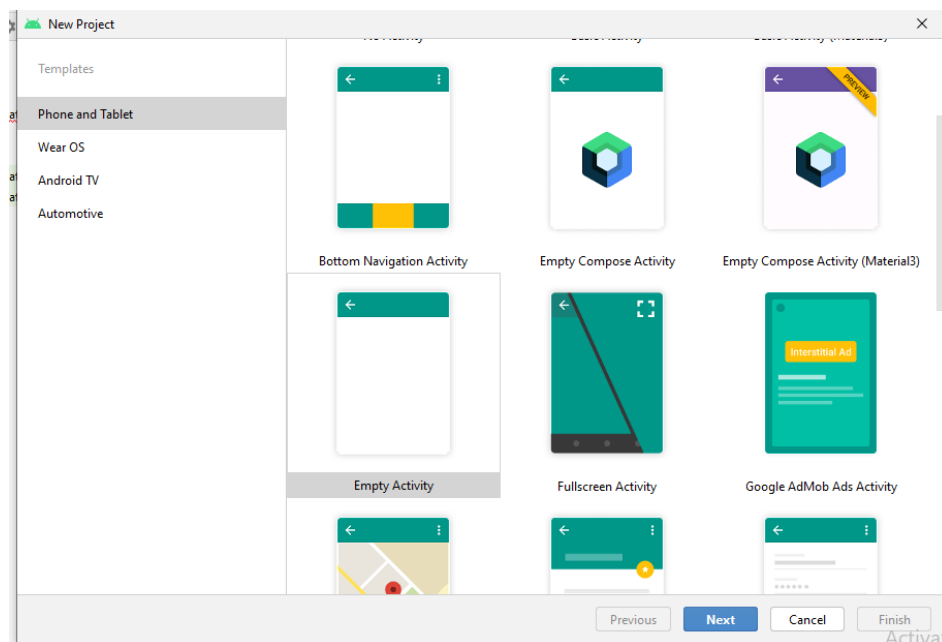 New Project
Templates
Phone and Tablet
Wear OS
Android TV
Automotive
PREVIEW
Bottom Navigation Activity
Empty Compose Activity
Empty Compose Activity (Material3)
Interstitial Ad
Empty Activity
Fullscreen Activity
Google AdMob Ads Activity
Previous
Next
Cancel
Finish